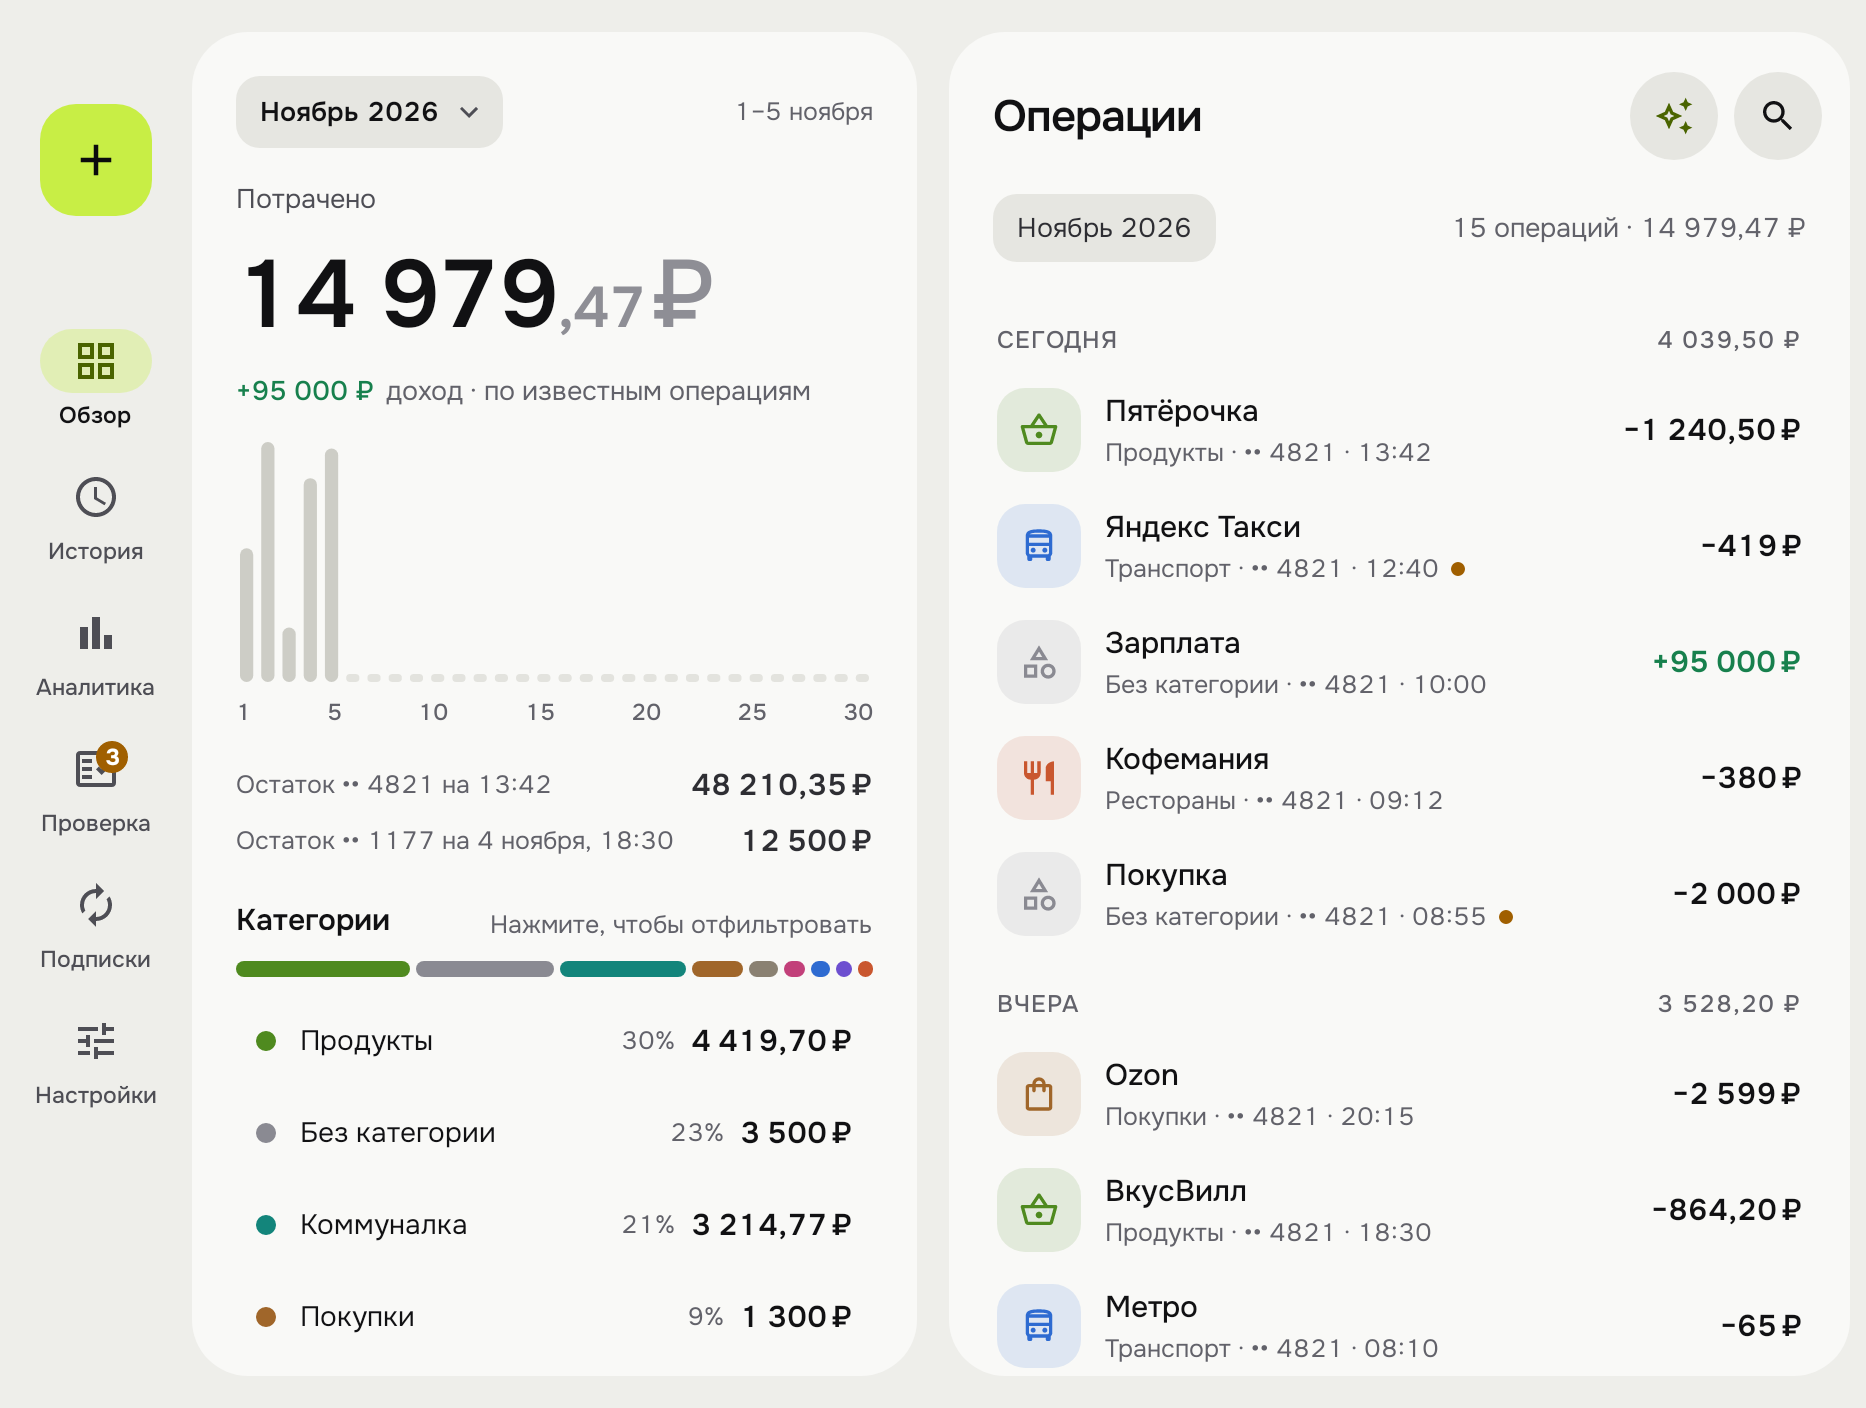 Обзор
История
Аналитика
3
Проверка
Подписки
Настройки
Ноябрь 2026
1–5 ноября
Потрачено
14 979,47 ₽
+95 000 ₽ доход · по известным операциям
1 5 10 15 20 25 30
Остаток •• 4821 на 13:42 48 210,35 ₽
Остаток •• 1177 на 4 ноября, 18:30 12 500 ₽
Категории Нажмите, чтобы отфильтровать
Продукты 30% 4 419,70 ₽
Без категории 23% 3 500 ₽
Коммуналка 21% 3 214,77 ₽
Покупки 9% 1 300 ₽
Операции
Ноябрь 2026 15 операций · 14 979,47 ₽
СЕГОДНЯ 4 039,50 ₽
Пятёрочка −1 240,50 ₽
Продукты · •• 4821 · 13:42
Яндекс Такси −419 ₽
Транспорт · •• 4821 · 12:40
Зарплата +95 000 ₽
Без категории · •• 4821 · 10:00
Кофемания −380 ₽
Рестораны · •• 4821 · 09:12
Покупка −2 000 ₽
Без категории · •• 4821 · 08:55
ВЧЕРА 3 528,20 ₽
Ozon −2 599 ₽
Покупки · •• 4821 · 20:15
ВкусВилл −864,20 ₽
Продукты · •• 4821 · 18:30
Метро −65 ₽
Транспорт · •• 4821 · 08:10